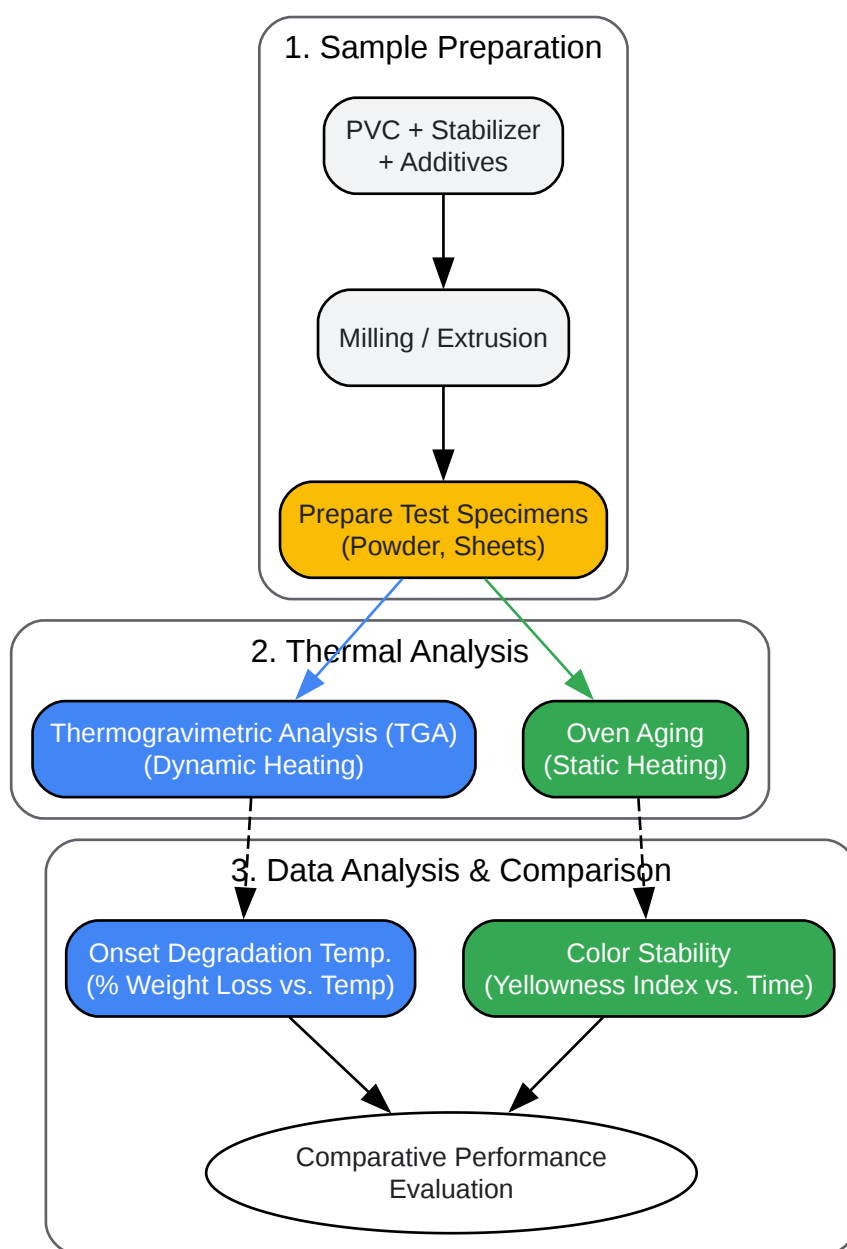 1. Sample Preparation
PVC + Stabilizer
+ Additives
Milling / Extrusion
Prepare Test Specimens
(Powder, Sheets)
2. Thermal Analysis
Thermogravimetric Analysis (TGA)
(Dynamic Heating)
Oven Aging
(Static Heating)
3. Data Analysis & Comparison
Onset Degradation Temp.
(% Weight Loss vs. Temp)
Color Stability
(Yellowness Index vs. Time)
Comparative Performance
Evaluation